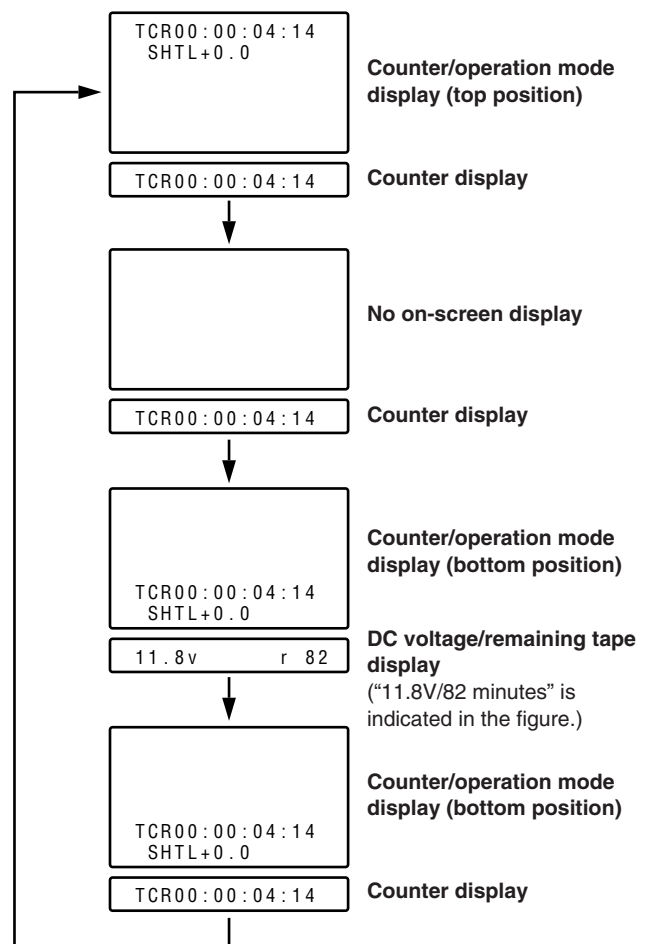 TCR00:00:04:14
SHTL+0.0
Counter/operation mode
display (top position)
TCR00:00:04:14
Counter display
No on-screen display
TCR00:00:04:14
Counter display
Counter/operation mode
display (bottom position)
TCR00:00:04:14
SHTL+0.0
11.8v r 82
DC voltage/remaining tape
display
(“11.8V/82 minutes” is
indicated in the figure.)
Counter/operation mode
display (bottom position)
TCR00:00:04:14
SHTL+0.0
TCR00:00:04:14
Counter display